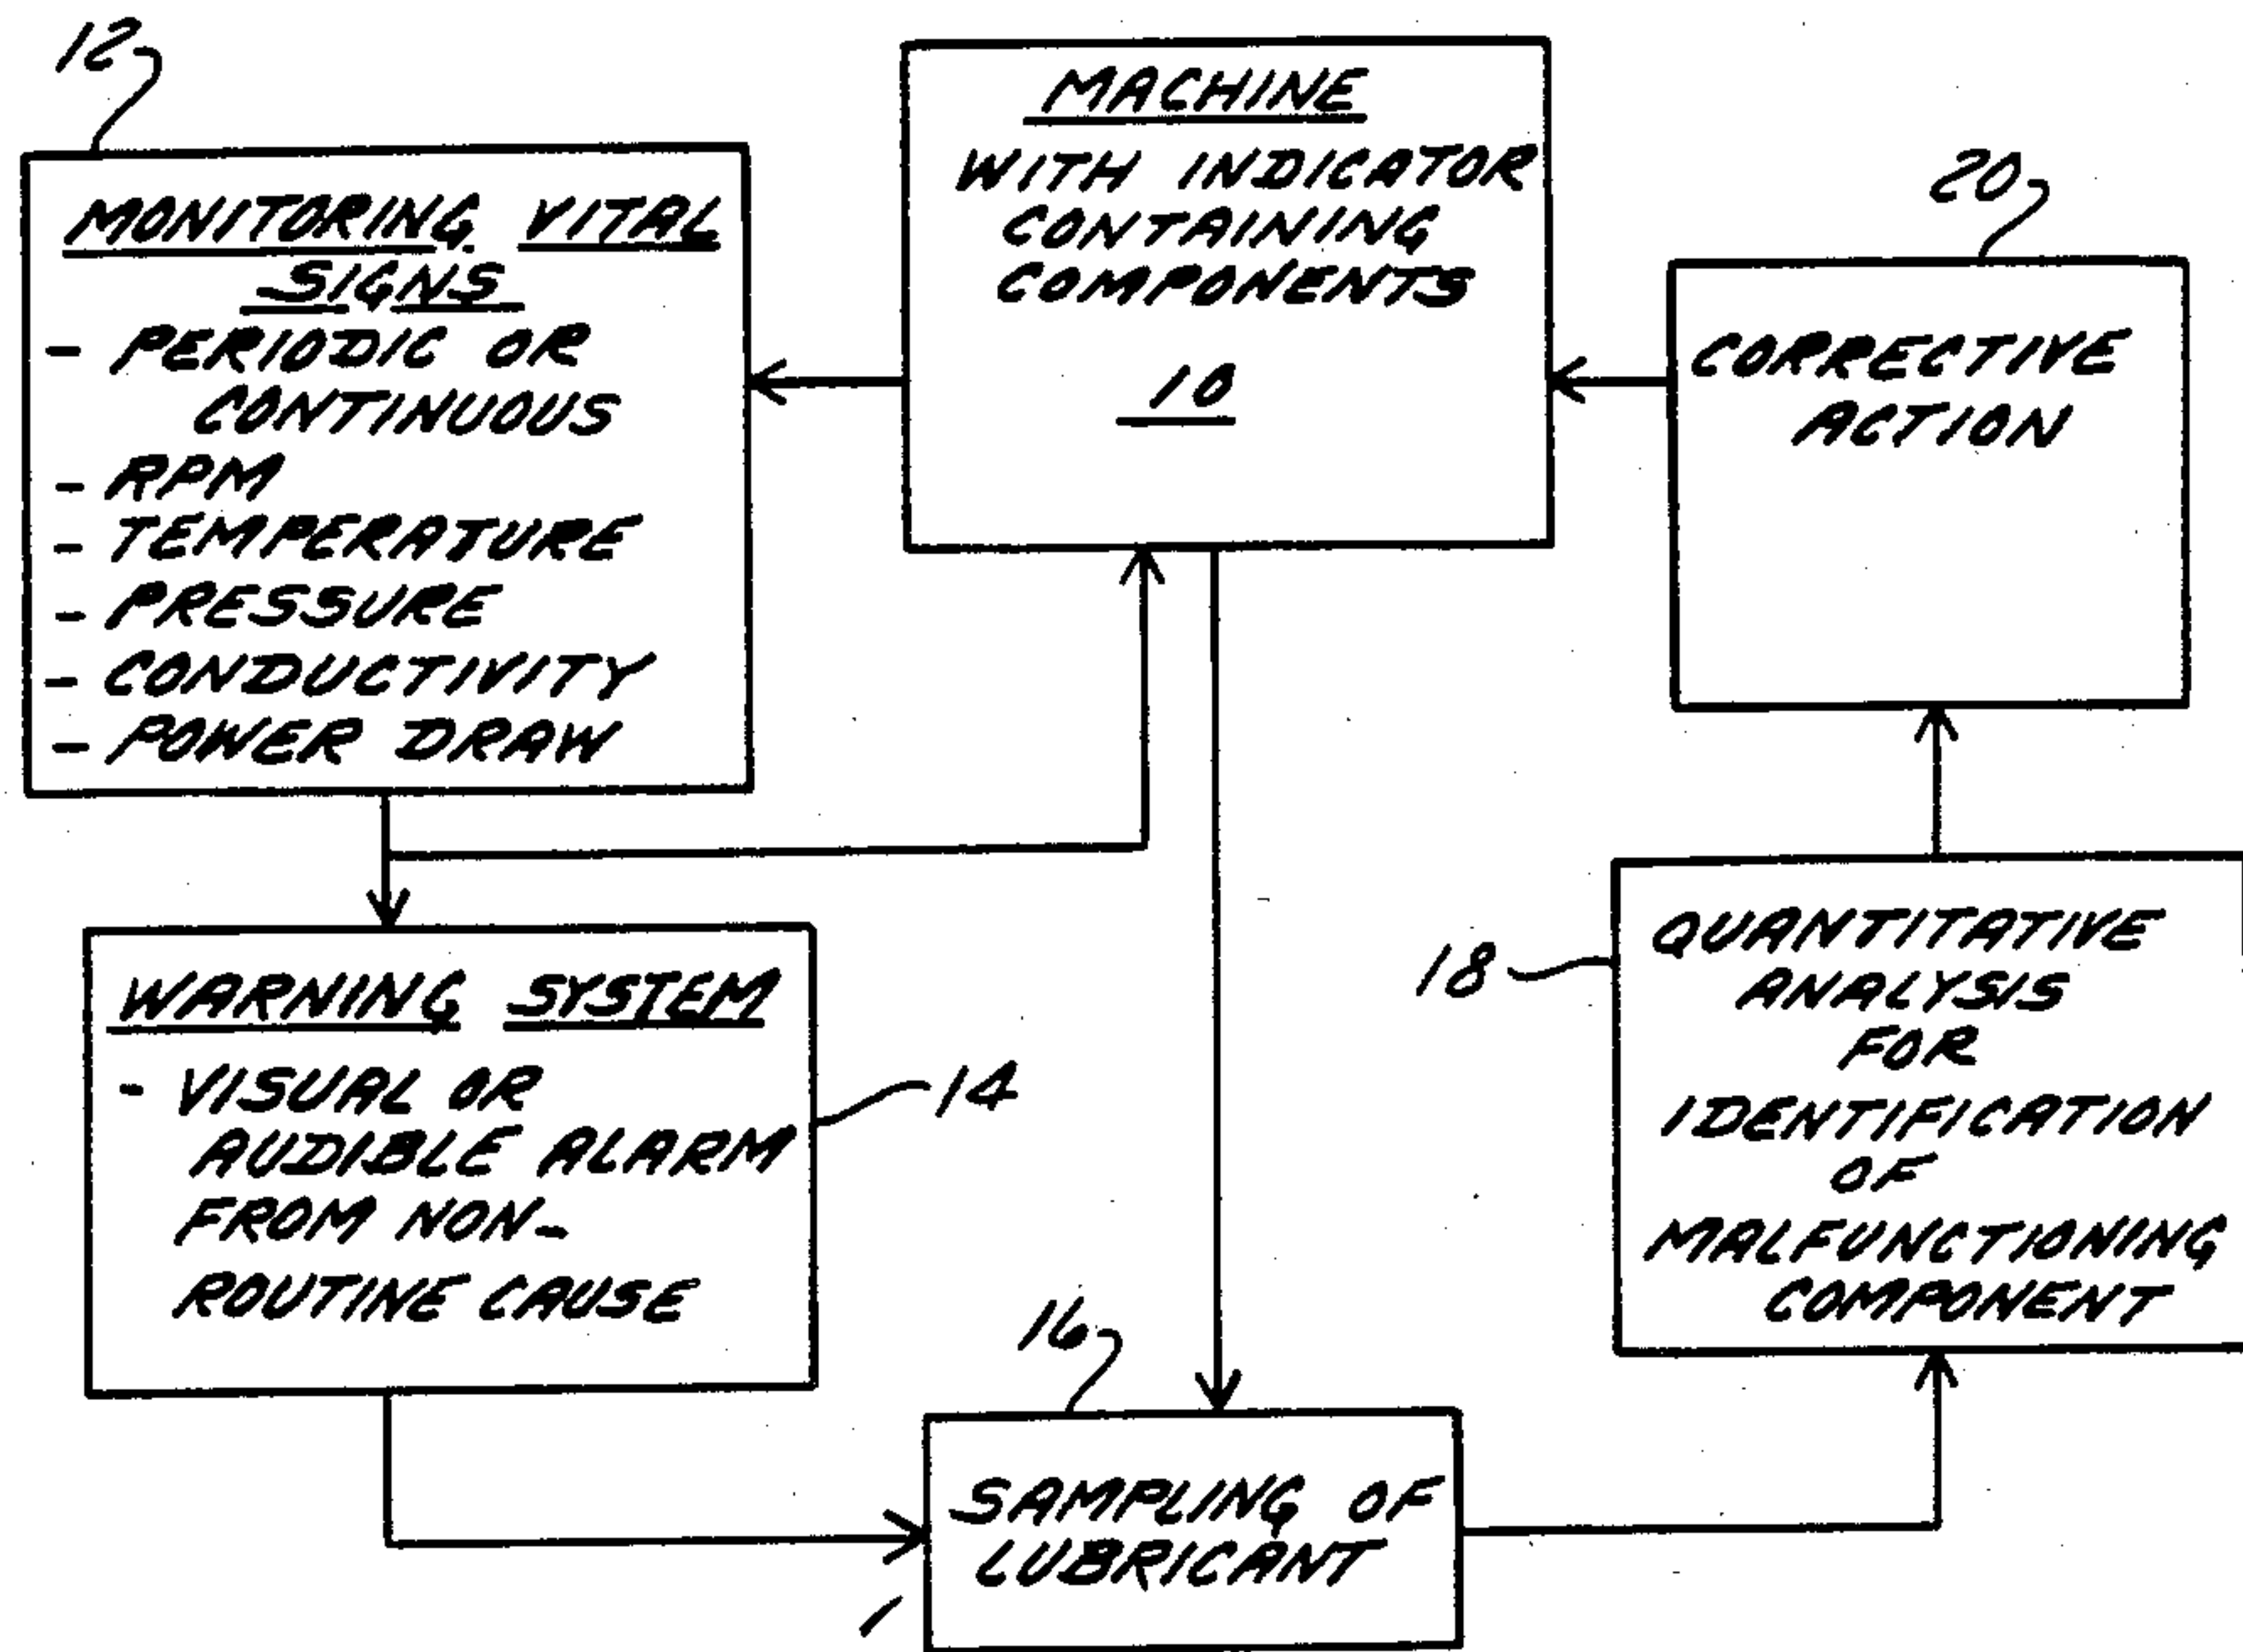 12
MONITORING VITAL
SIGNS
- PERIODIC OR
CONTINUOUS
- RPM
- TEMPERATURE
- PRESSURE
- CONDUCTIVITY
- POWER DRAW
MACHINE
WITH INDICATOR
CONTAINING
COMPONENTS
10
20
CORRECTIVE
ACTION
WARNING SYSTEM
- VISUAL OR
AUDIBLE ALARM
FROM NON-
ROUTINE CAUSE
14
16
SAMPLING OF
LUBRICANT
18
QUANTITATIVE
ANALYSIS
FOR
IDENTIFICATION
OF
MALFUNCTIONING
COMPONENT